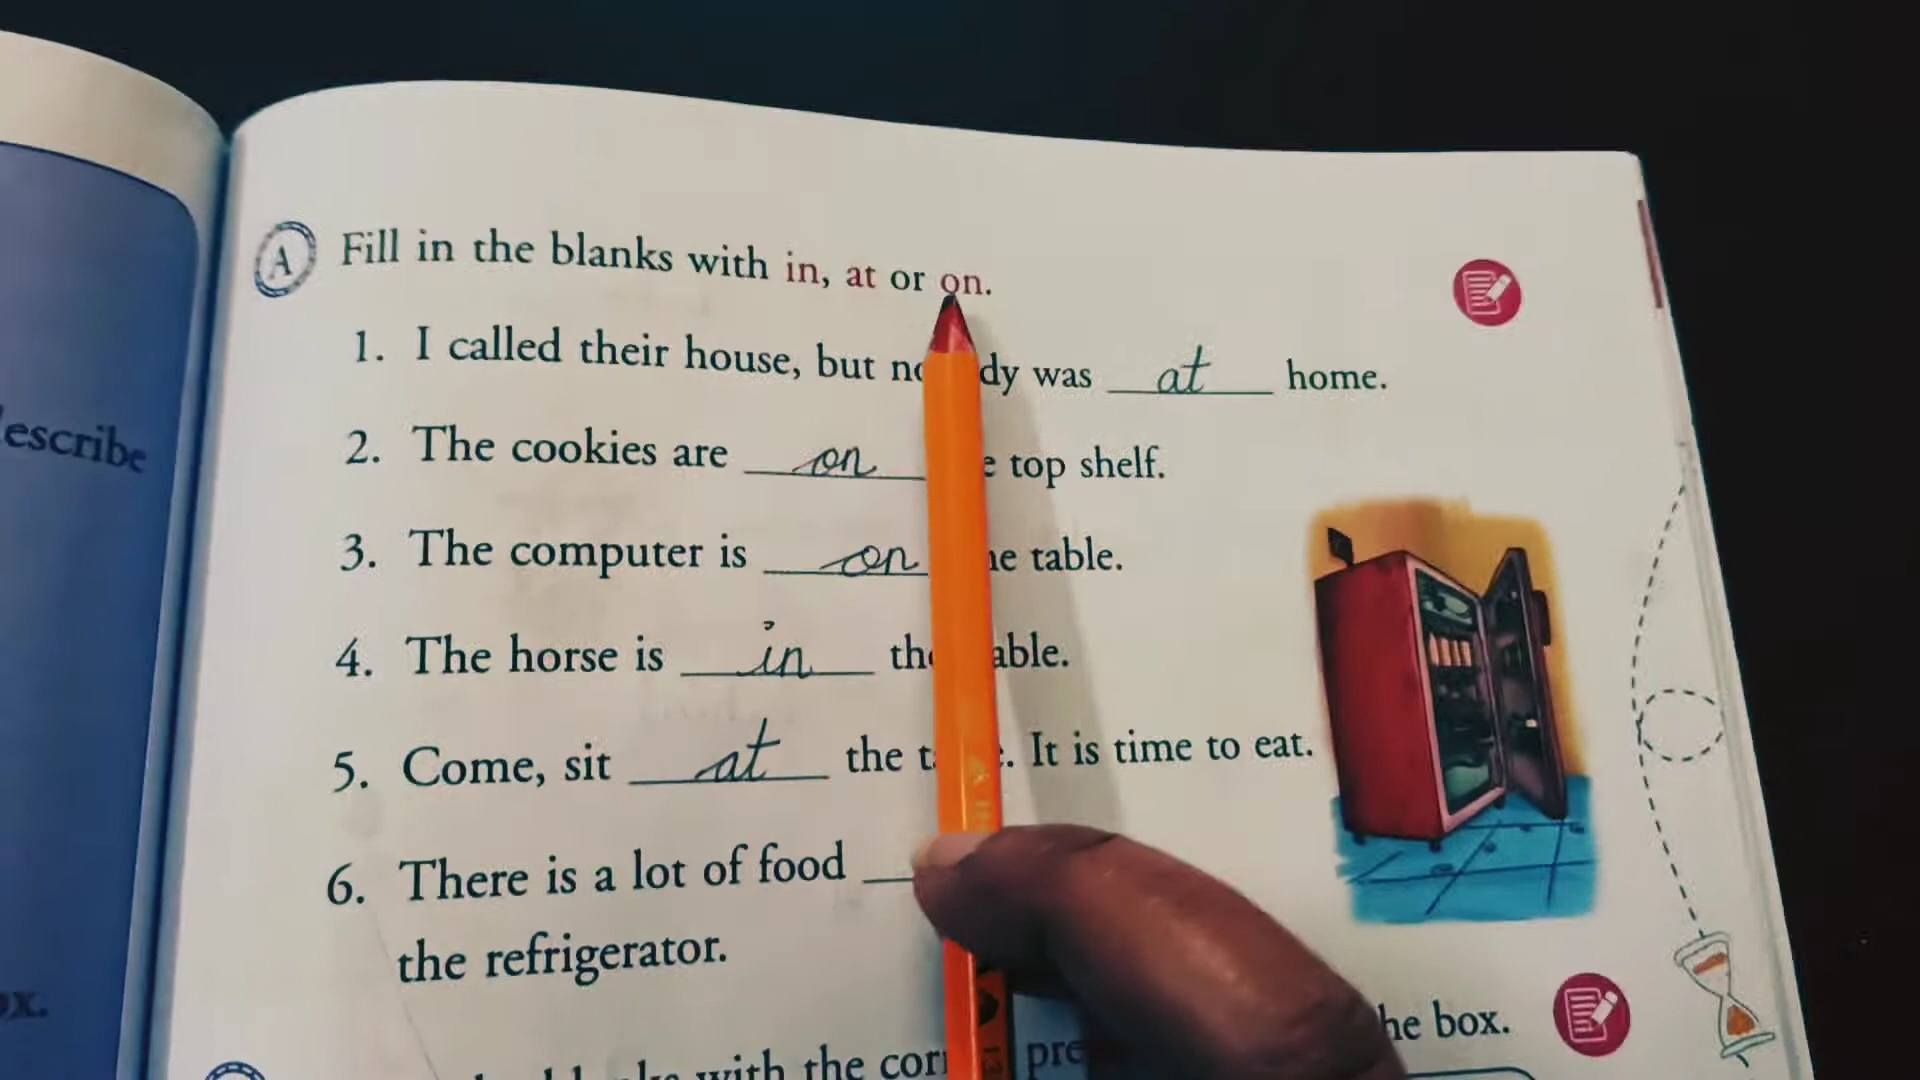 escribe
ox.
A Fill in the blanks with in, at or on.
1. I called their house, but dy was at home.
2. The cookies are on e top shelf.
3. The computer is on he table.
4. The horse is in the able.
5. Come, sit at the t. It is time to eat.
6. There is a lot of food
the refrigerator.
with the cor pre he box.